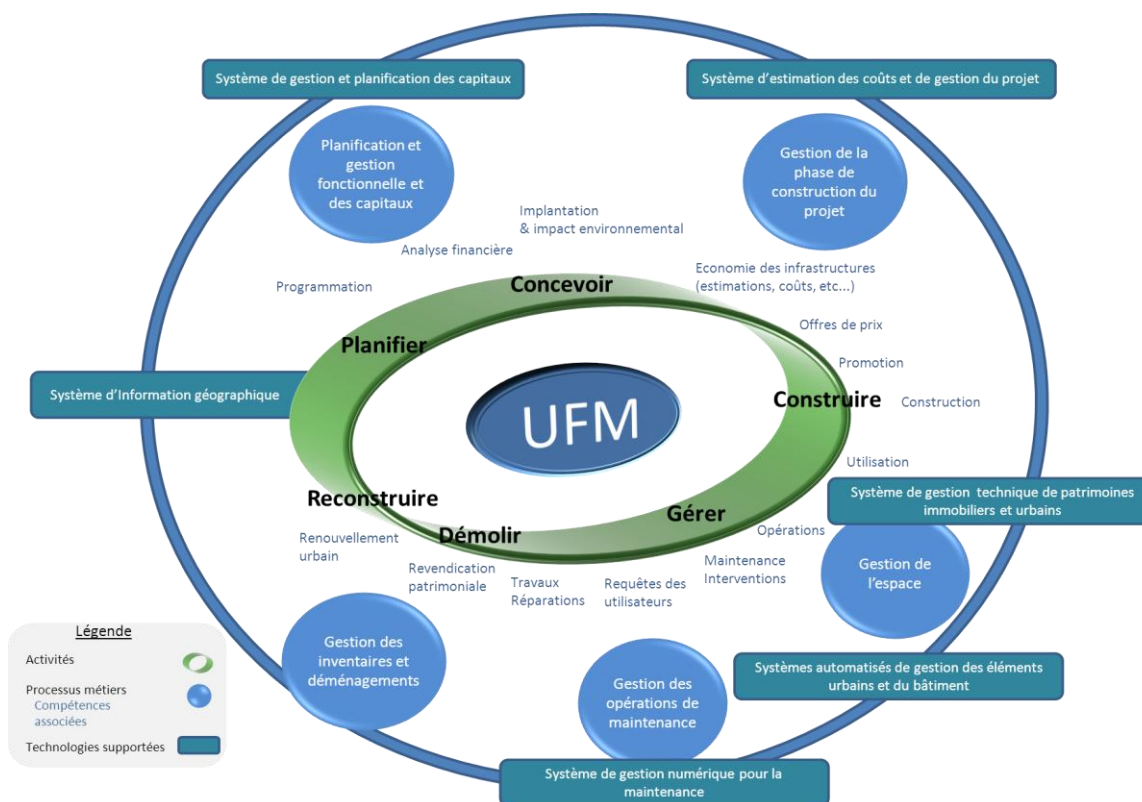 Système de gestion et planification des capitaux
Système d'estimation des coûts et de gestion du projet
Planification et
gestion
fonctionnelle et
des capitaux
Gestion de la
phase de
construction du
projet
Implantation
& impact environnemental
Analyse financière
Economie des infrastructures
(estimations, coûts, etc...)
Programmation
Concevoir
Offres de prix
Planifier
Promotion
Système d'Information géographique
Construire
Construction
UFM
Utilisation
Système de gestion technique de patrimoines
immobiliers et urbains
Reconstruire
Gérer
Démolir
Opérations
Renouvellement
urbain
Maintenance
Interventions
Revendication
patrimoniale
Travaux
Réparations
Requêtes des
utilisateurs
Gestion de
l'espace
Légende
Activités
Processus métiers
Compétences
associées
Technologies supportées
Gestion des
inventaires et
déménagements
Systèmes automatisés de gestion des éléments
urbains et du bâtiment
Gestion des
opérations de
maintenance
Système de gestion numérique pour la
maintenance